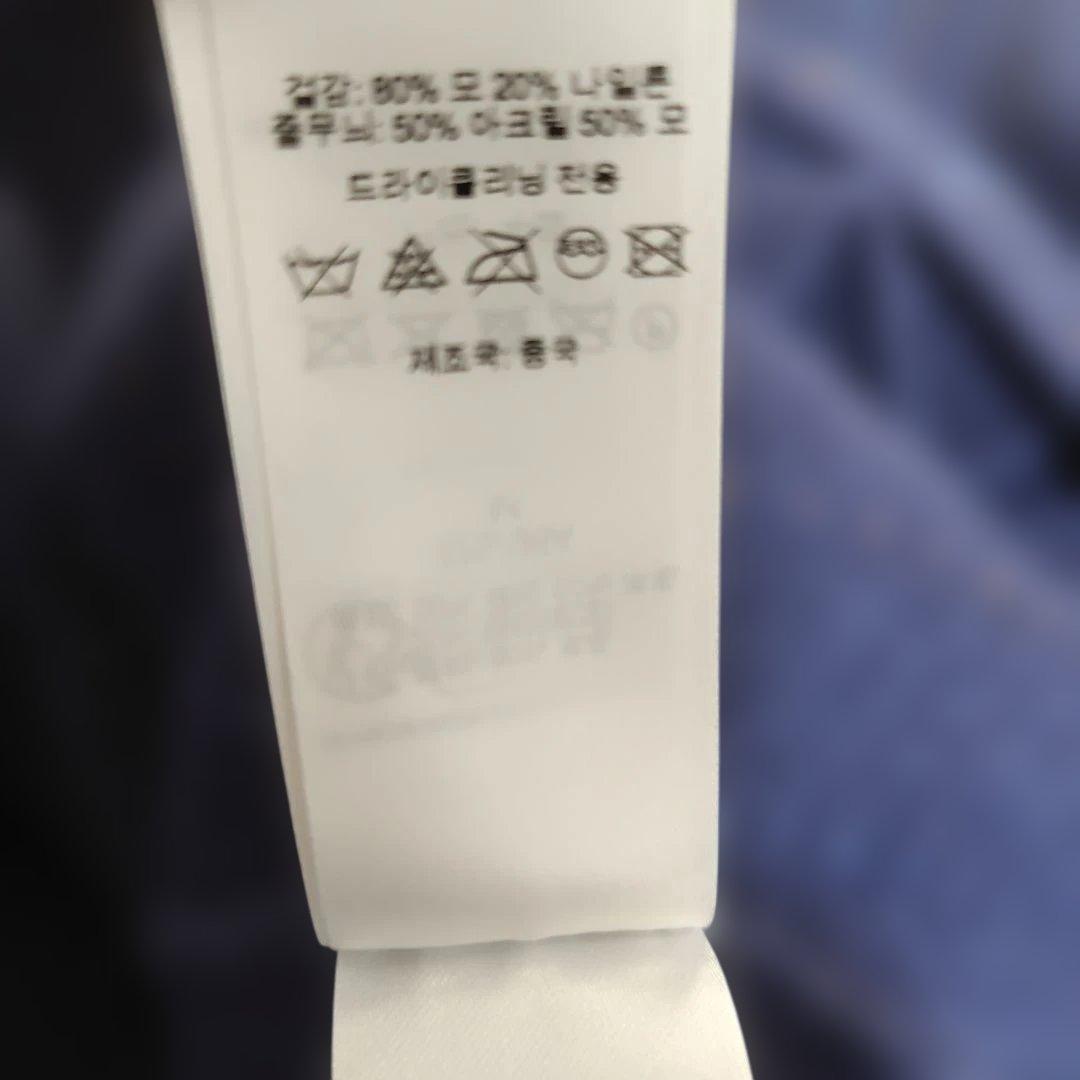 겉감: 80% 모 20% 나일론
줄무늬: 50% 아크릴 50% 모
드라이클리닝 전용
제조국: 중국